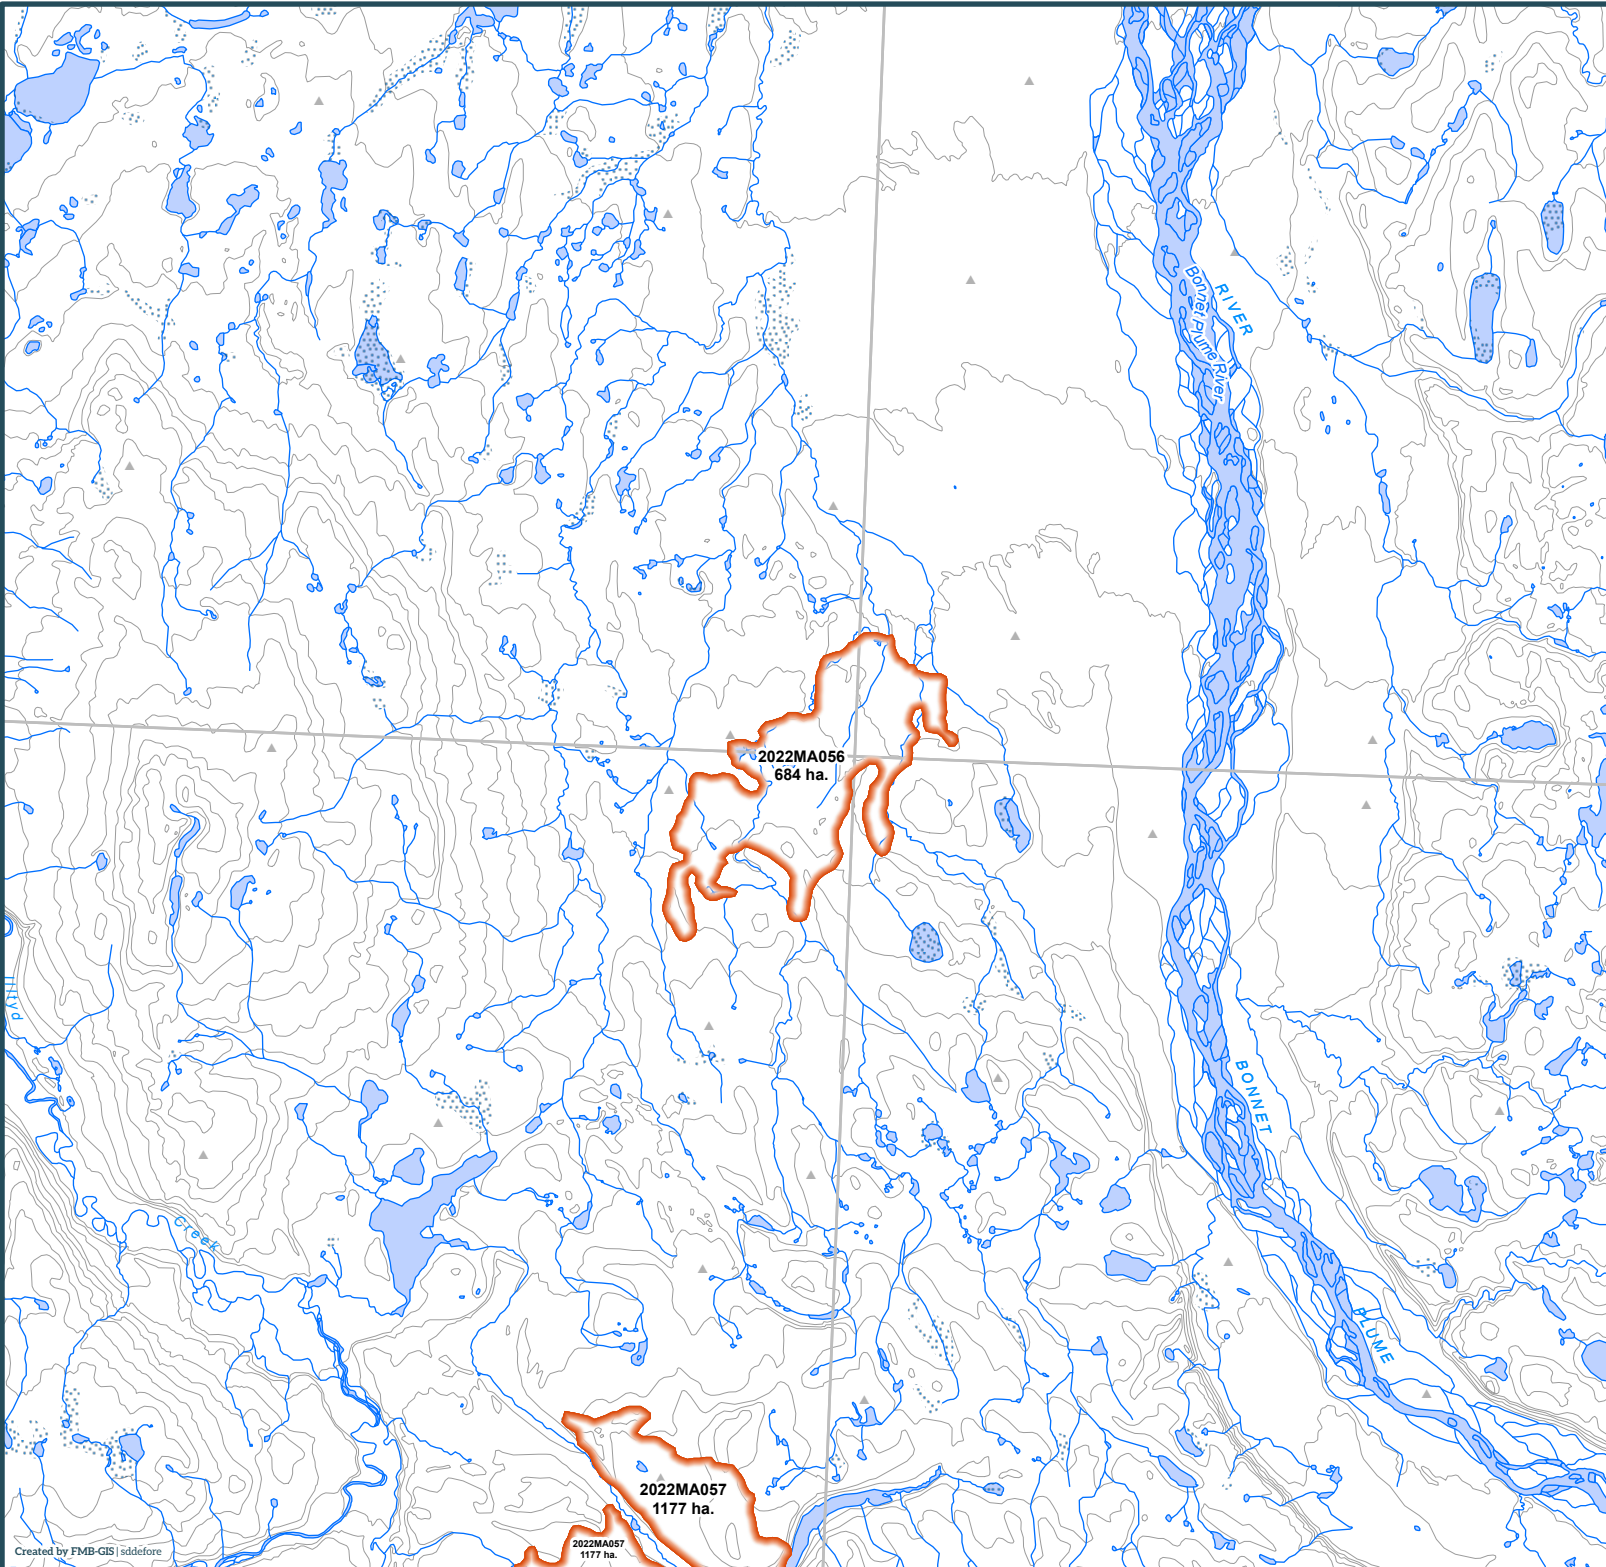 RIVER
Bonnet Plume River
2022MA056
684 ha.
Illtyd
BONNET
Creek
PLUME
2022MA057
1177 ha.
2022MA057
1177 ha.
Created by FMB-GIS | sddefore